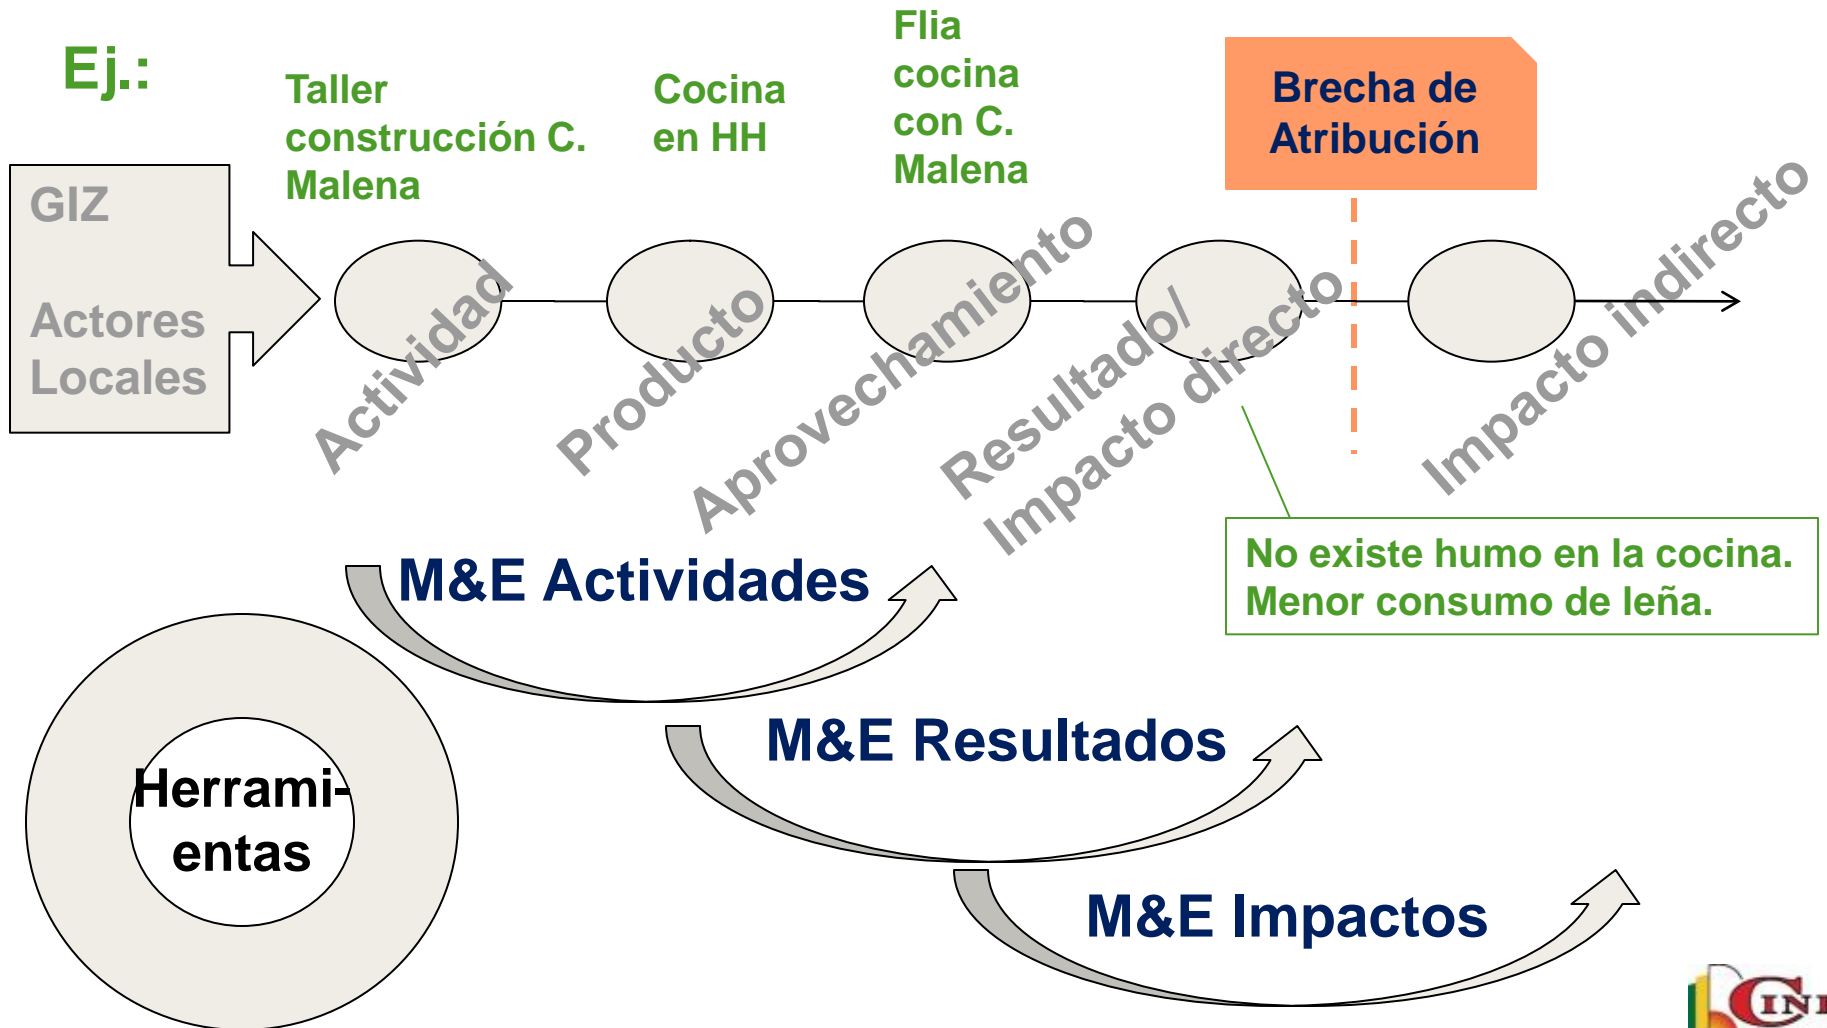 Ej.:
Taller
construcción C.
Malena
Cocina
en HH
Flia
cocina
con C.
Malena
Brecha de
Atribución
GIZ
Actores
Locales
Actividad
Producto
Aprovechamiento
Resultado/
Impacto directo
Impacto indirecto
No existe humo en la cocina.
Menor consumo de leña.
M&E Actividades
M&E Resultados
M&E Impactos
Herrami-
entas